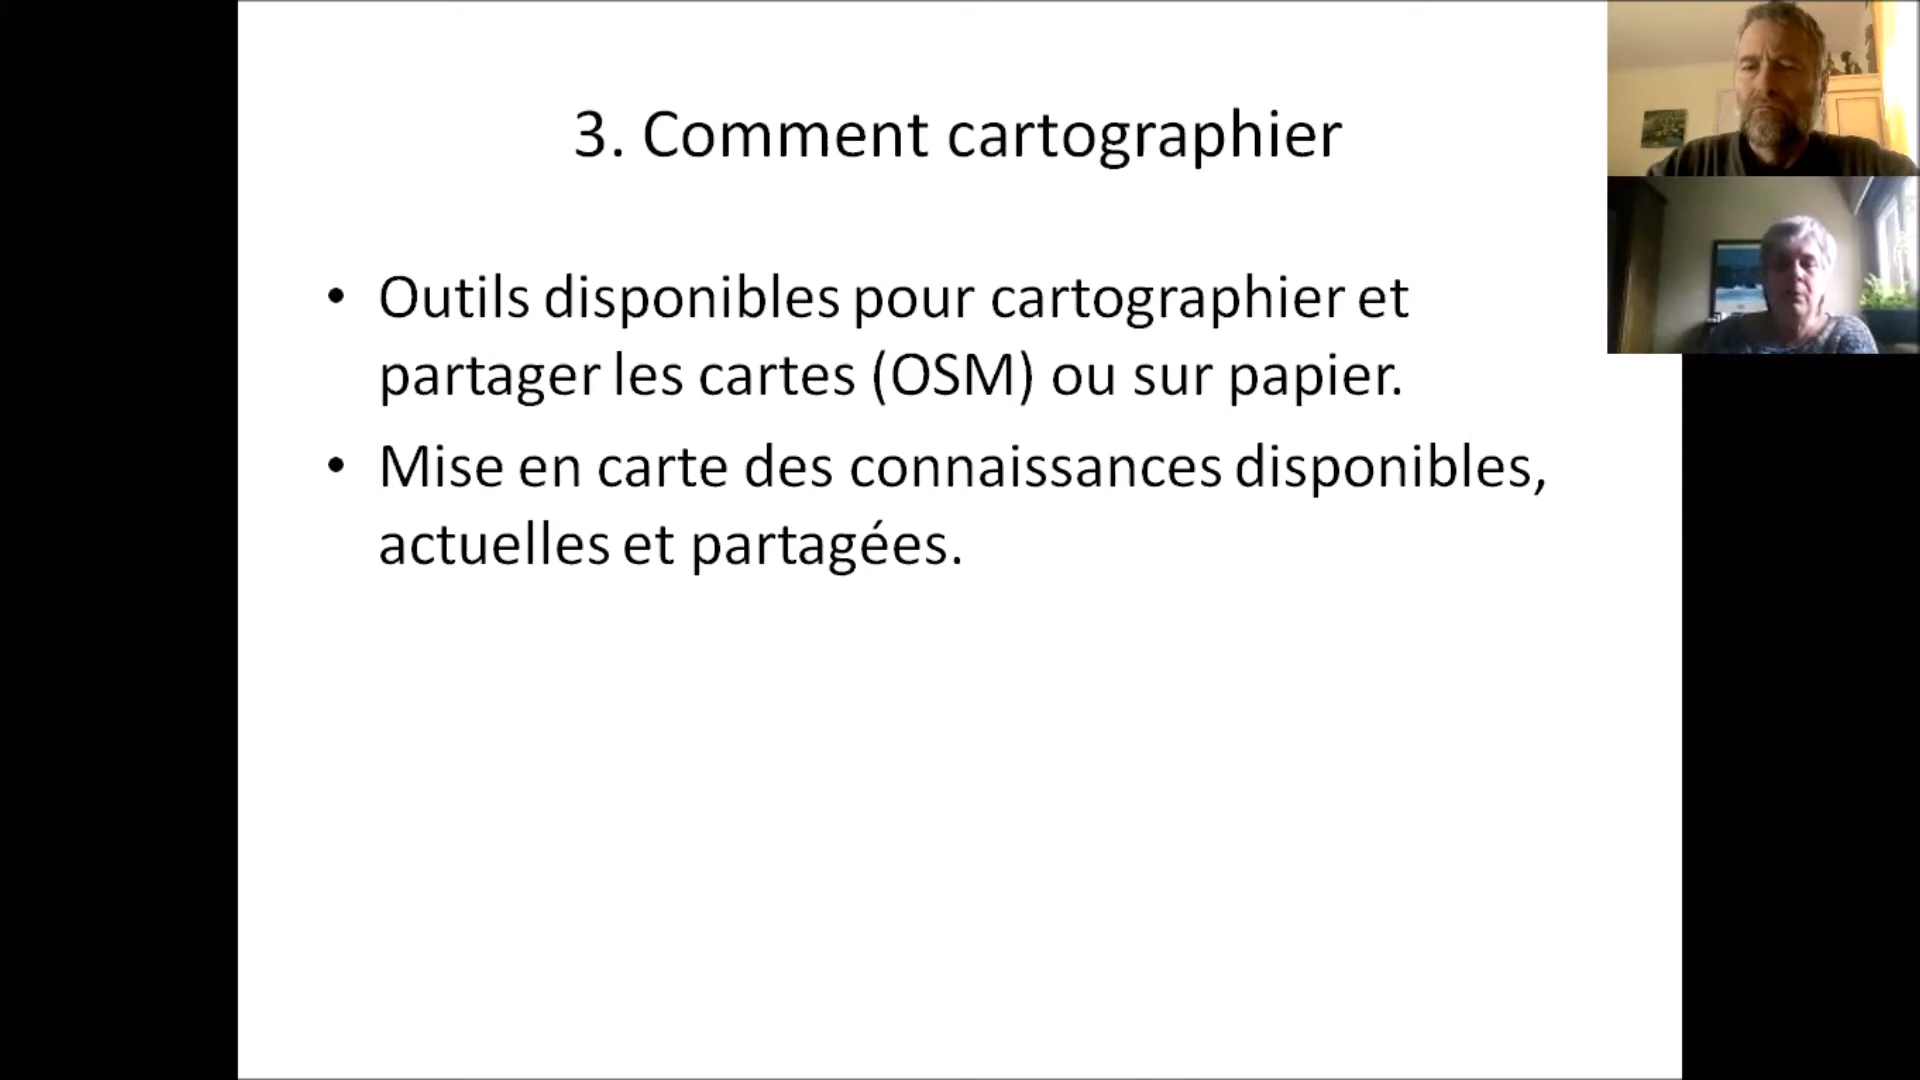 3. Comment cartographier
• Outils disponibles pour cartographier et
partager les cartes (OSM) ou sur papier.
• Mise en carte des connaissances disponibles,
actuelles et partagées.